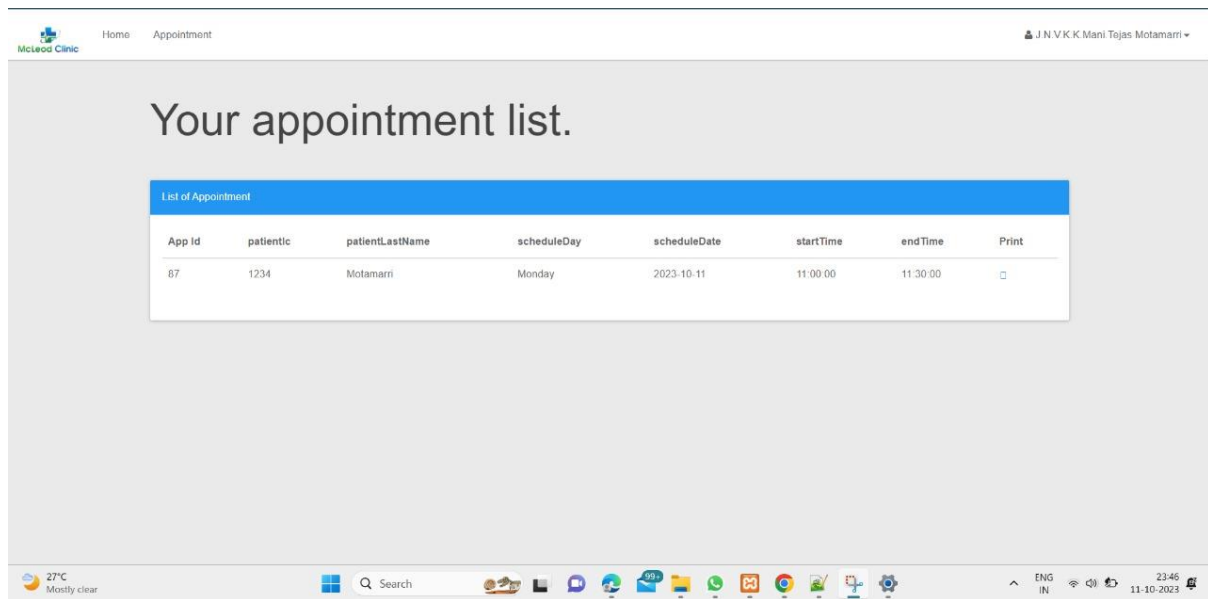 McLeod Clinic
Home Appointment J.N.V.K.K.Mani.Tejas Motamarri
Your appointment list.
List of Appointment
App Id patientIc patientLastName scheduleDay scheduleDate startTime endTime Print
87 1234 Motamarri Monday 2023-10-11 11:00:00 11:30:00
27°C
Mostly clear
Search
99+
ENG
IN
23:46
11-10-2023